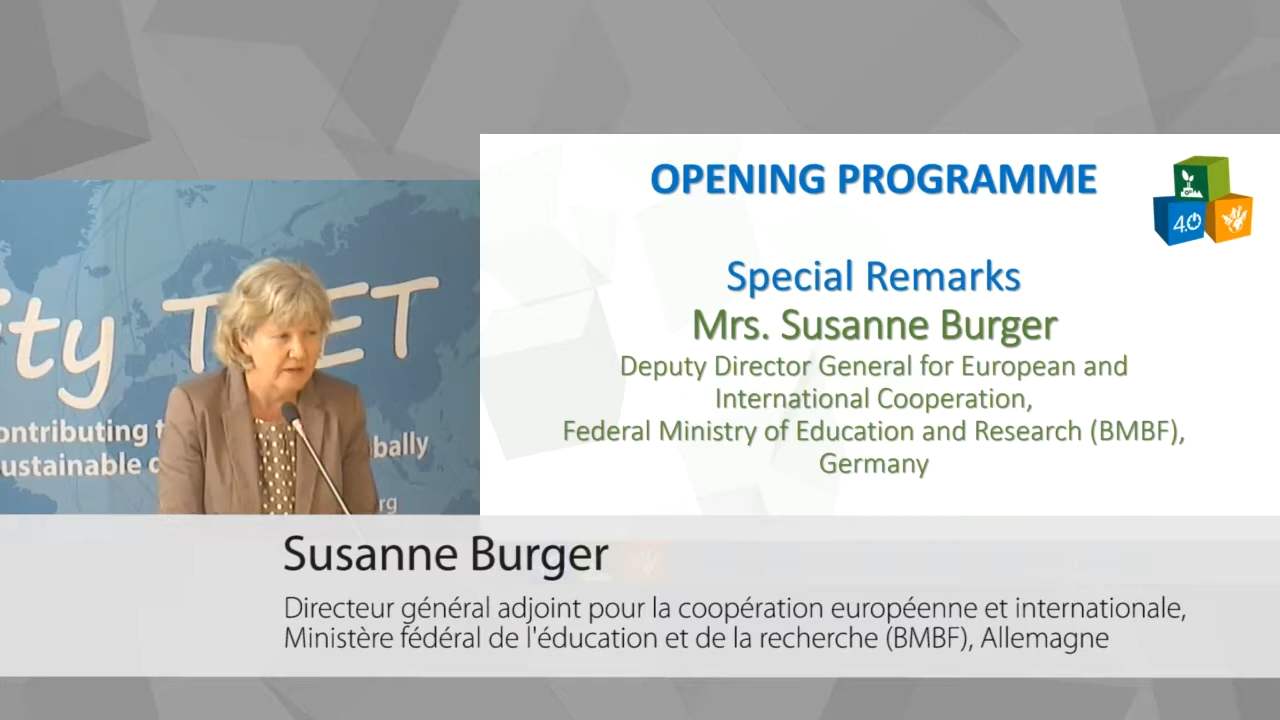 OPENING PROGRAMME
4.0
Special Remarks
Mrs. Susanne Burger
Deputy Director General for European and
International Cooperation,
Federal Ministry of Education and Research (BMBF),
Germany
ity T ET
ontributing t
bally
ustainable d
rg
Susanne Burger
Directeur général adjoint pour la coopération européenne et internationale,
Ministère fédéral de l'éducation et de la recherche (BMBF), Allemagne